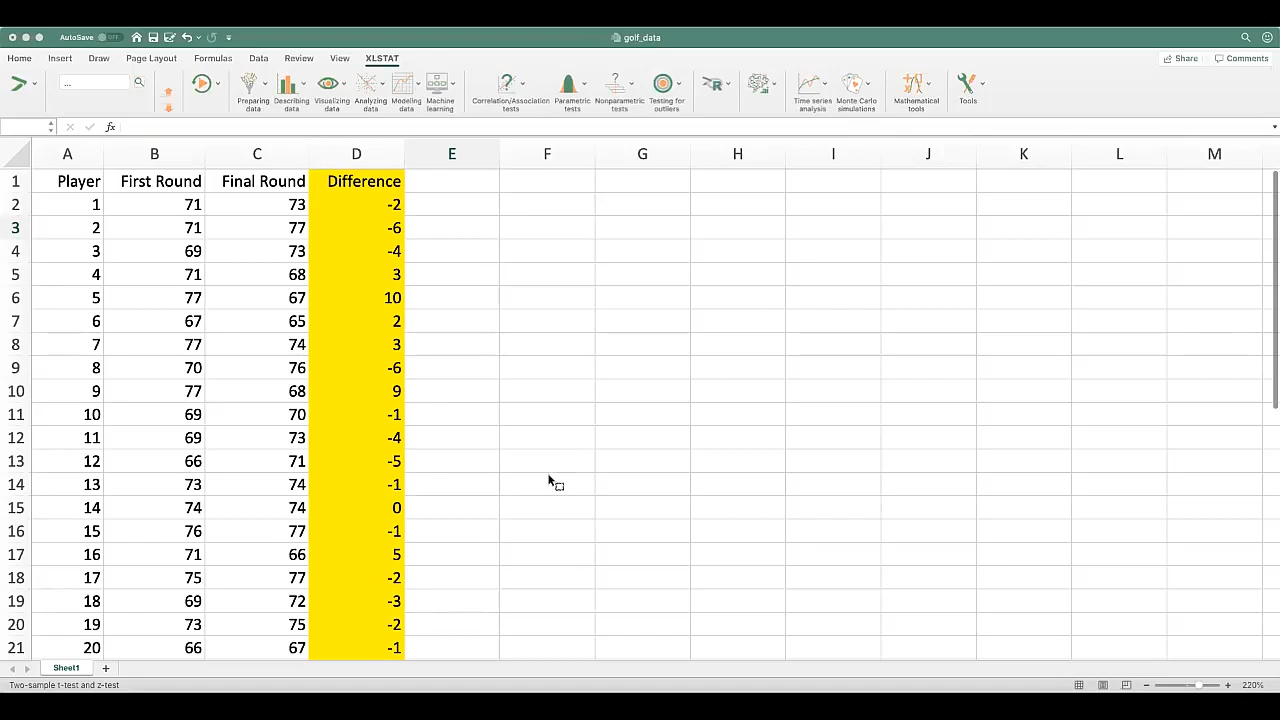 AutoSave OFF golf_data
Home Insert Draw Page Layout Formulas Data Review View XLSTAT Share Comments
...
Preparing data Describing data Visualizing data Analyzing data Modeling data Machine learning Correlation/Association tests Parametric tests Nonparametric tests Testing for outliers R Time series analysis Monte Carlo simulations Mathematical tools Tools
fx
A B C D E F G H I J K L M
1 Player First Round Final Round Difference
2 1 71 73 -2
3 2 71 77 -6
4 3 69 73 -4
5 4 71 68 3
6 5 77 67 10
7 6 67 65 2
8 7 77 74 3
9 8 70 76 -6
10 9 77 68 9
11 10 69 70 -1
12 11 69 73 -4
13 12 66 71 -5
14 13 73 74 -1
15 14 74 74 0
16 15 76 77 -1
17 16 71 66 5
18 17 75 77 -2
19 18 69 72 -3
20 19 73 75 -2
21 20 66 67 -1
Sheet1 +
Two-sample t-test and z-test 220%